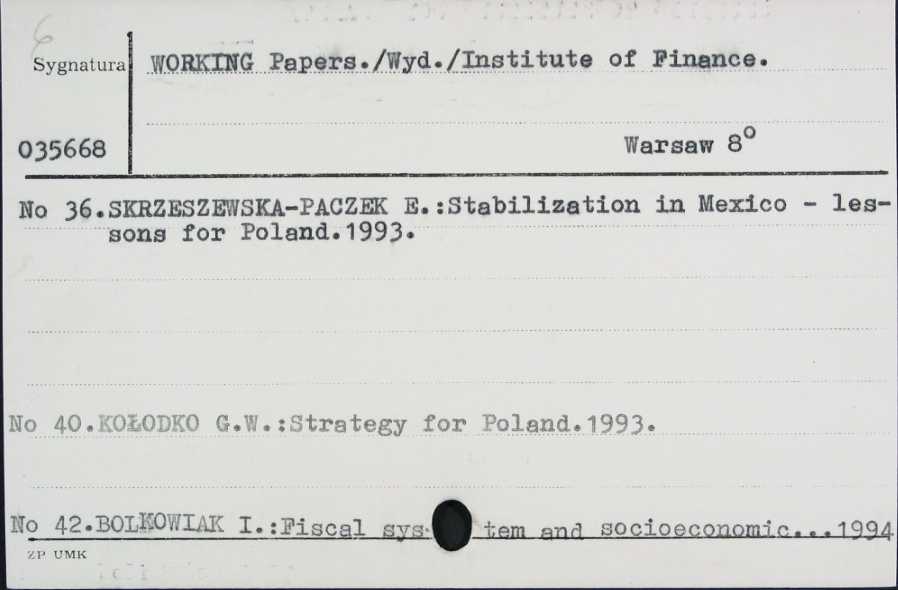 6
Sygnatura
WORKING Papers./Wyd./Institute of Finance.
035668
Warsaw 8°
No 36.SKRZESZEWSKA-PACZEK E.:Stabilization in Mexico - les-
sons for Poland.1993.
No 40.KOŁODKO G.W.:Strategy for Poland.1993.
No 42.BOLKOWIAK I.:Fiscal sys- tem and socioeconomic...1994
ZP UMK